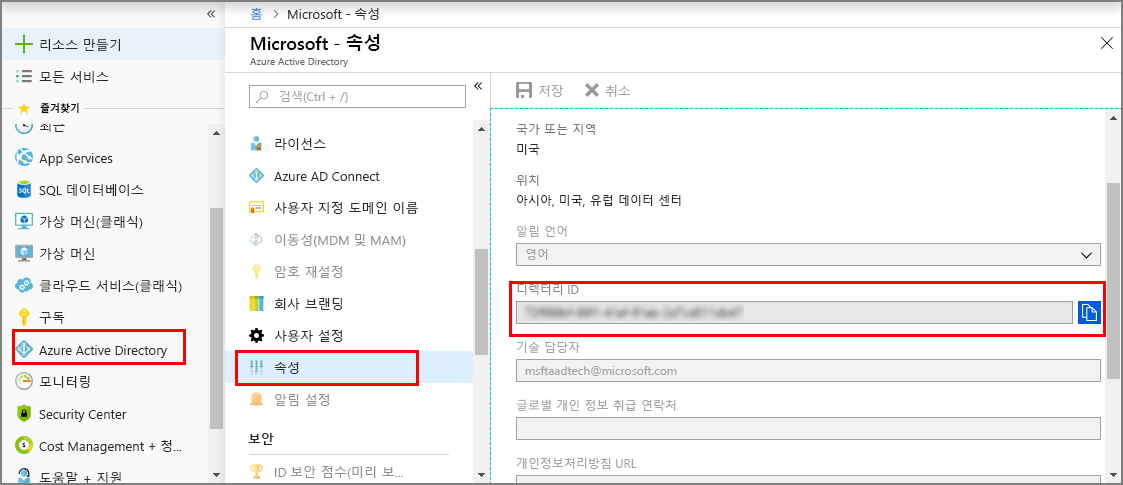 «
홈 > Microsoft - 속성
리소스 만들기
모든 서비스
즐겨찾기
최근
App Services
SQL 데이터베이스
가상 머신(클래식)
가상 머신
클라우드 서비스(클래식)
구독
Azure Active Directory
모니터링
Security Center
Cost Management + 청...
도움말 + 지원
Microsoft - 속성
Azure Active Directory
검색(Ctrl + /)
«
라이선스
Azure AD Connect
사용자 지정 도메인 이름
이동성(MDM 및 MAM)
암호 재설정
회사 브랜딩
사용자 설정
속성
알림 설정
보안
ID 보안 점수(미리 보...
저장
취소
국가 또는 지역
미국
위치
아시아, 미국, 유럽 데이터 센터
알림 언어
영어
디렉터리 ID
기술 담당자
msftaadtech@microsoft.com
글로벌 개인 정보 취급 연락처
개인정보처리방침 URL